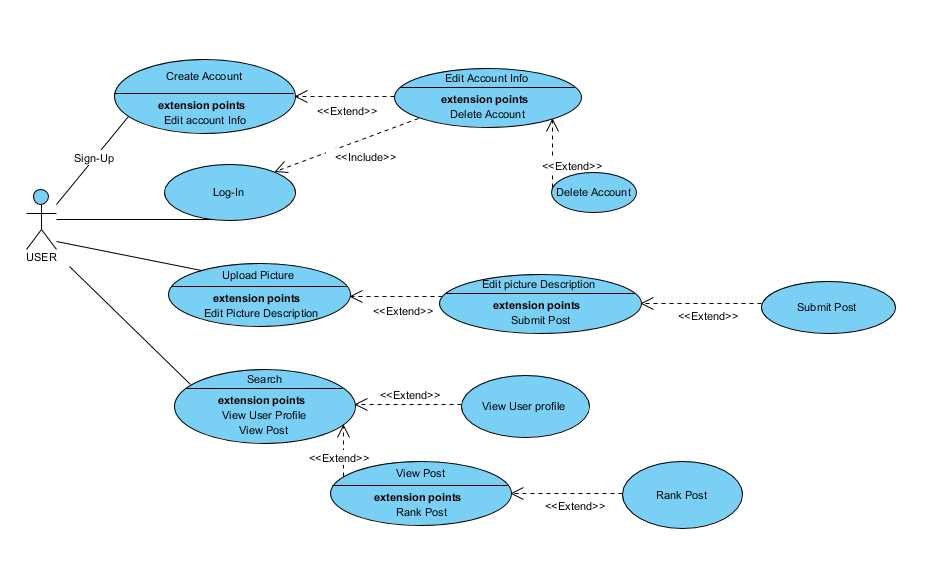 Create Account
extension points
Edit account Info
Edit Account Info
extension points
Delete Account
<<Extend>>
Sign-Up
<<Include>>
<<Extend>>
Log-In
Delete Account
USER
Upload Picture
extension points
Edit Picture Description
<<Extend>>
Edit picture Description
extension points
Submit Post
<<Extend>>
Submit Post
Search
extension points
View User Profile
View Post
<<Extend>>
View User profile
<<Extend>>
View Post
extension points
Rank Post
<<Extend>>
Rank Post